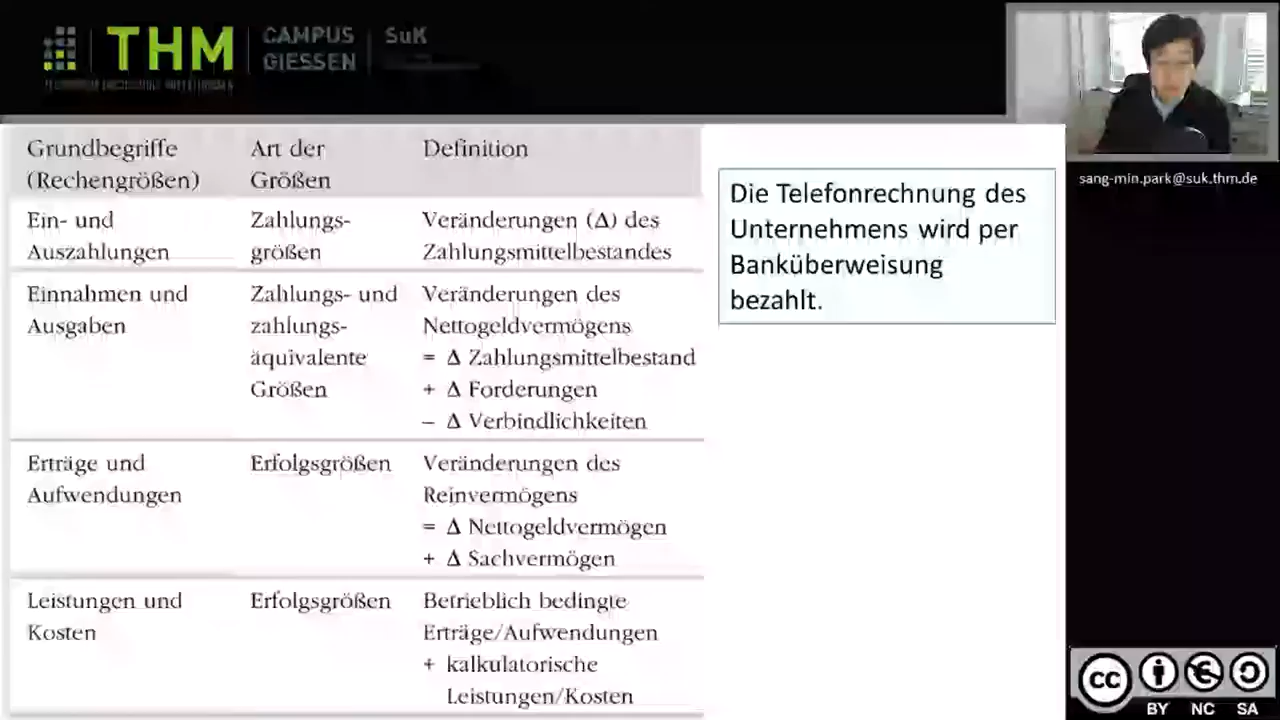 THM
CAMPUS
GIESSEN
SuK
sang-min.park@suk.thm.de
Grundbegriffe
(Rechengrößen)
Art der
Größen
Definition
Ein- und
Auszahlungen
Zahlungs-
größen
Veränderungen (Δ) des
Zahlungsmittelbestandes
Einnahmen und
Ausgaben
Zahlungs- und
zahlungs-
äquivalente
Größen
Veränderungen des
Nettogeldvermögens
= Δ Zahlungsmittelbestand
+ Δ Forderungen
– Δ Verbindlichkeiten
Erträge und
Aufwendungen
Erfolgsgrößen
Veränderungen des
Reinvermögens
= Δ Nettogeldvermögen
+ Δ Sachvermögen
Leistungen und
Kosten
Erfolgsgrößen
Betrieblich bedingte
Erträge/Aufwendungen
+ kalkulatorische
Leistungen/Kosten
Die Telefonrechnung des
Unternehmens wird per
Banküberweisung
bezahlt.
cc
BY NC SA